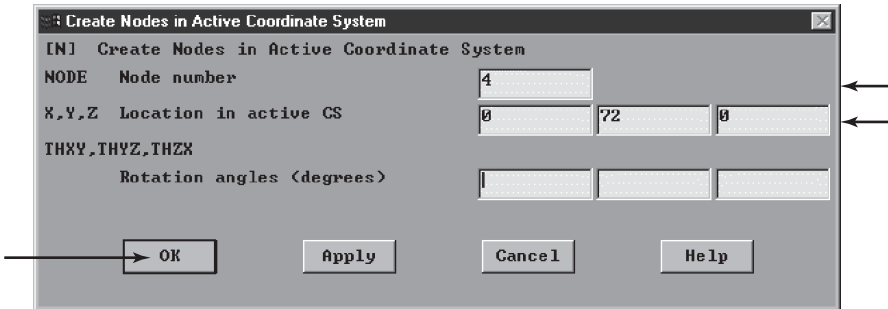 Create Nodes in Active Coordinate System
[N] Create Nodes in Active Coordinate System
NODE Node number 4
X,Y,Z Location in active CS 0 72 0
THXY,THYZ,THZX
Rotation angles (degrees)
OK Apply Cancel Help